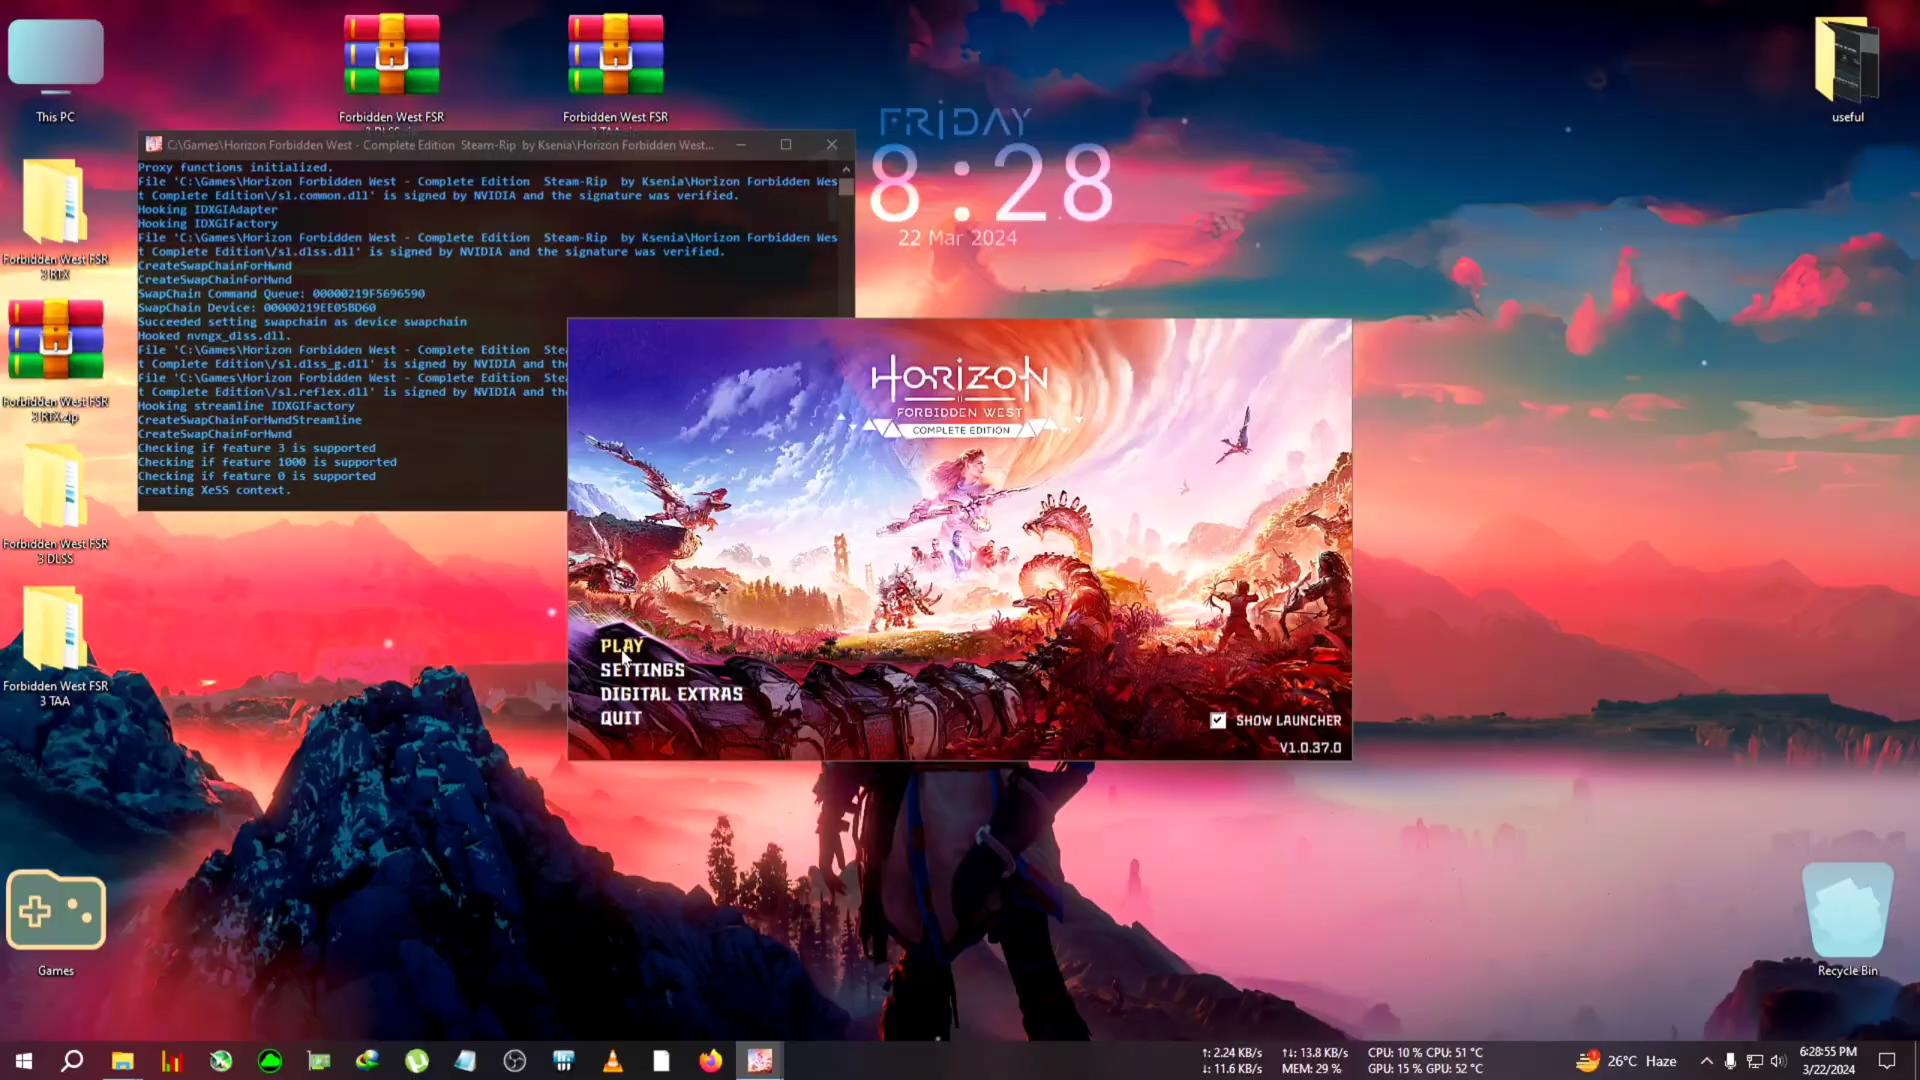 This PC
Forbidden West FSR
3 DLSS.zip
Forbidden West FSR
3 TAA.zip
FRiDAY
8:28
22 Mar 2024
useful
C:\Games\Horizon Forbidden West - Complete Edition  Steam-Rip  by Ksenia\Horizon Forbidden West...
Proxy functions initialized.
File 'C:\Games\Horizon Forbidden West - Complete Edition  Steam-Rip  by Ksenia\Horizon Forbidden Wes
t Complete Edition\/sl.common.dll' is signed by NVIDIA and the signature was verified.
Hooking IDXGIAdapter
Hooking IDXGIFactory
File 'C:\Games\Horizon Forbidden West - Complete Edition  Steam-Rip  by Ksenia\Horizon Forbidden Wes
t Complete Edition\/sl.dlss.dll' is signed by NVIDIA and the signature was verified.
CreateSwapChainForHwnd
CreateSwapChainForHwnd
SwapChain Command Queue: 00000219F5696590
SwapChain Device: 00000219EE05BD60
Succeeded setting swapchain as device swapchain
Hooked nvngx_dlss.dll.
File 'C:\Games\Horizon Forbidden West - Complete Edition  Ste
t Complete Edition\/sl.dlss_g.dll' is signed by NVIDIA and the
File 'C:\Games\Horizon Forbidden West - Complete Edition  Ste
t Complete Edition\/sl.reflex.dll' is signed by NVIDIA and the
Hooking streamline IDXGIFactory
CreateSwapChainForHwndStreamline
CreateSwapChainForHwnd
Checking if feature 3 is supported
Checking if feature 1000 is supported
Checking if feature 0 is supported
Creating XeSS context.
Forbidden West FSR
3 RTX
Forbidden West FSR
3 RTX.zip
Forbidden West FSR
3 DLSS
Forbidden West FSR
3 TAA
HORIZON
FORBIDDEN WEST
COMPLETE EDITION
PLAY
SETTINGS
DIGITAL EXTRAS
QUIT
SHOW LAUNCHER
V1.0.37.0
Games
Recycle Bin
↑: 2.24 KB/s
↓: 11.6 KB/s
↑↓: 13.8 KB/s
MEM: 29 %
CPU: 10 % CPU: 51 °C
GPU: 15 % GPU: 52 °C
26°C Haze
6:28:55 PM
3/22/2024